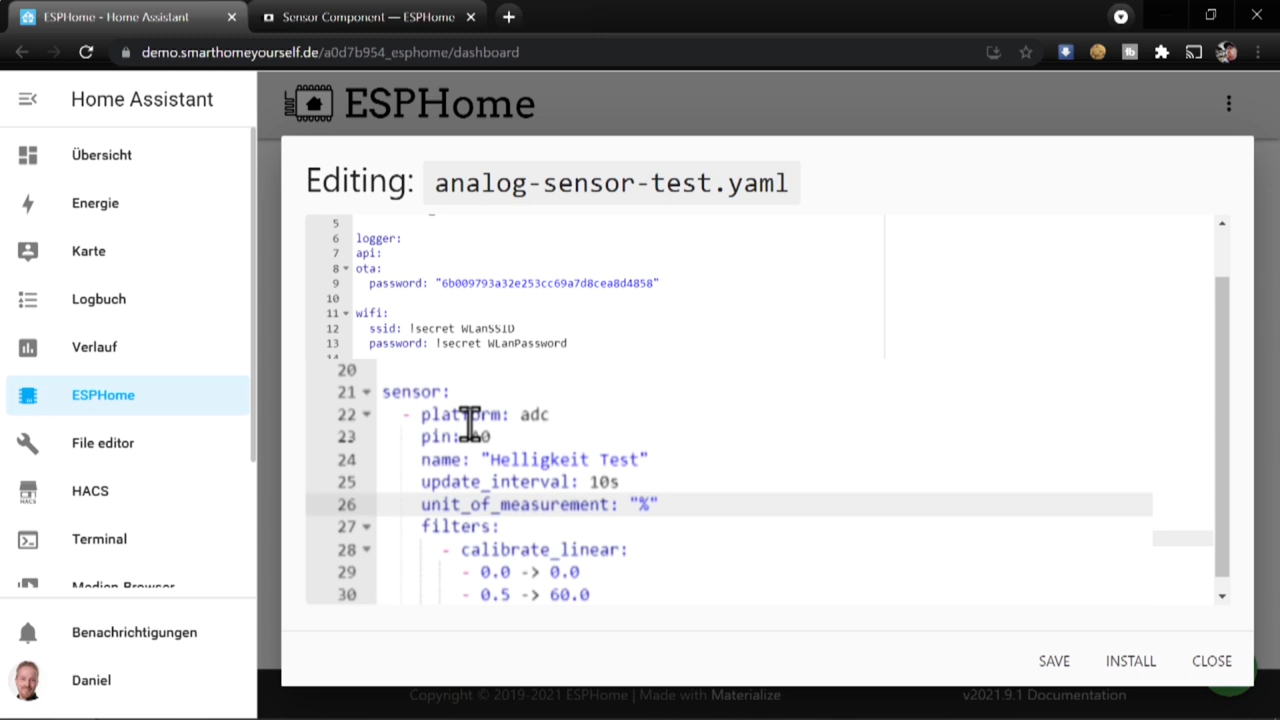 ESPHome - Home Assistant
Sensor Component — ESPHome
demo.smarthomeyourself.de/a0d7b954_esphome/dashboard
Home Assistant
Übersicht
Energie
Karte
Logbuch
Verlauf
ESPHome
File editor
HACS
Terminal
Medien Browser
Benachrichtigungen
Daniel
ESPHome
Editing: analog-sensor-test.yaml
5
6 logger:
7 api:
8 ota:
9 password: "6b009793a32e253cc69a7d8cea8d4858"
10
11 wifi:
12 ssid: !secret WLanSSID
13 password: !secret WLanPassword
14
20
21 sensor:
22 - platform: adc
23 pin: A0
24 name: "Helligkeit Test"
25 update_interval: 10s
26 unit_of_measurement: "%"
27 filters:
28 - calibrate_linear:
29 - 0.0 -> 0.0
30 - 0.5 -> 60.0
SAVE INSTALL CLOSE
Copyright © 2019-2021 ESPHome | Made with Materialize
v2021.9.1 Documentation